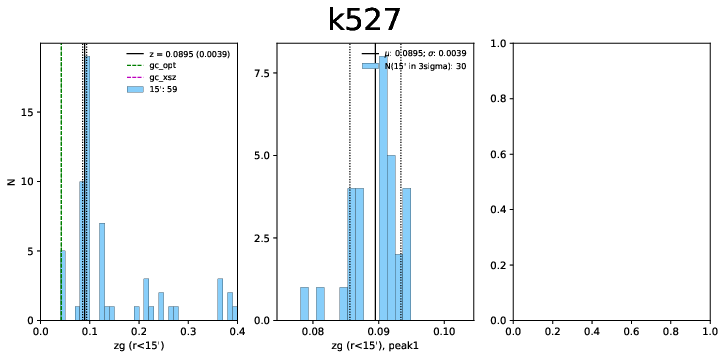 k527
z = 0.0895 (0.0039)
gc_opt
gc_xsz
15': 59
N
15
10
5
0
0.0 0.1 0.2 0.3 0.4
zg (r<15')
μ: 0.0895; σ: 0.0039
N(15' in 3sigma): 30
7.5
5.0
2.5
0.0
0.08 0.09 0.10
zg (r<15'), peak1
1.0
0.8
0.6
0.4
0.2
0.0
0.0 0.2 0.4 0.6 0.8 1.0